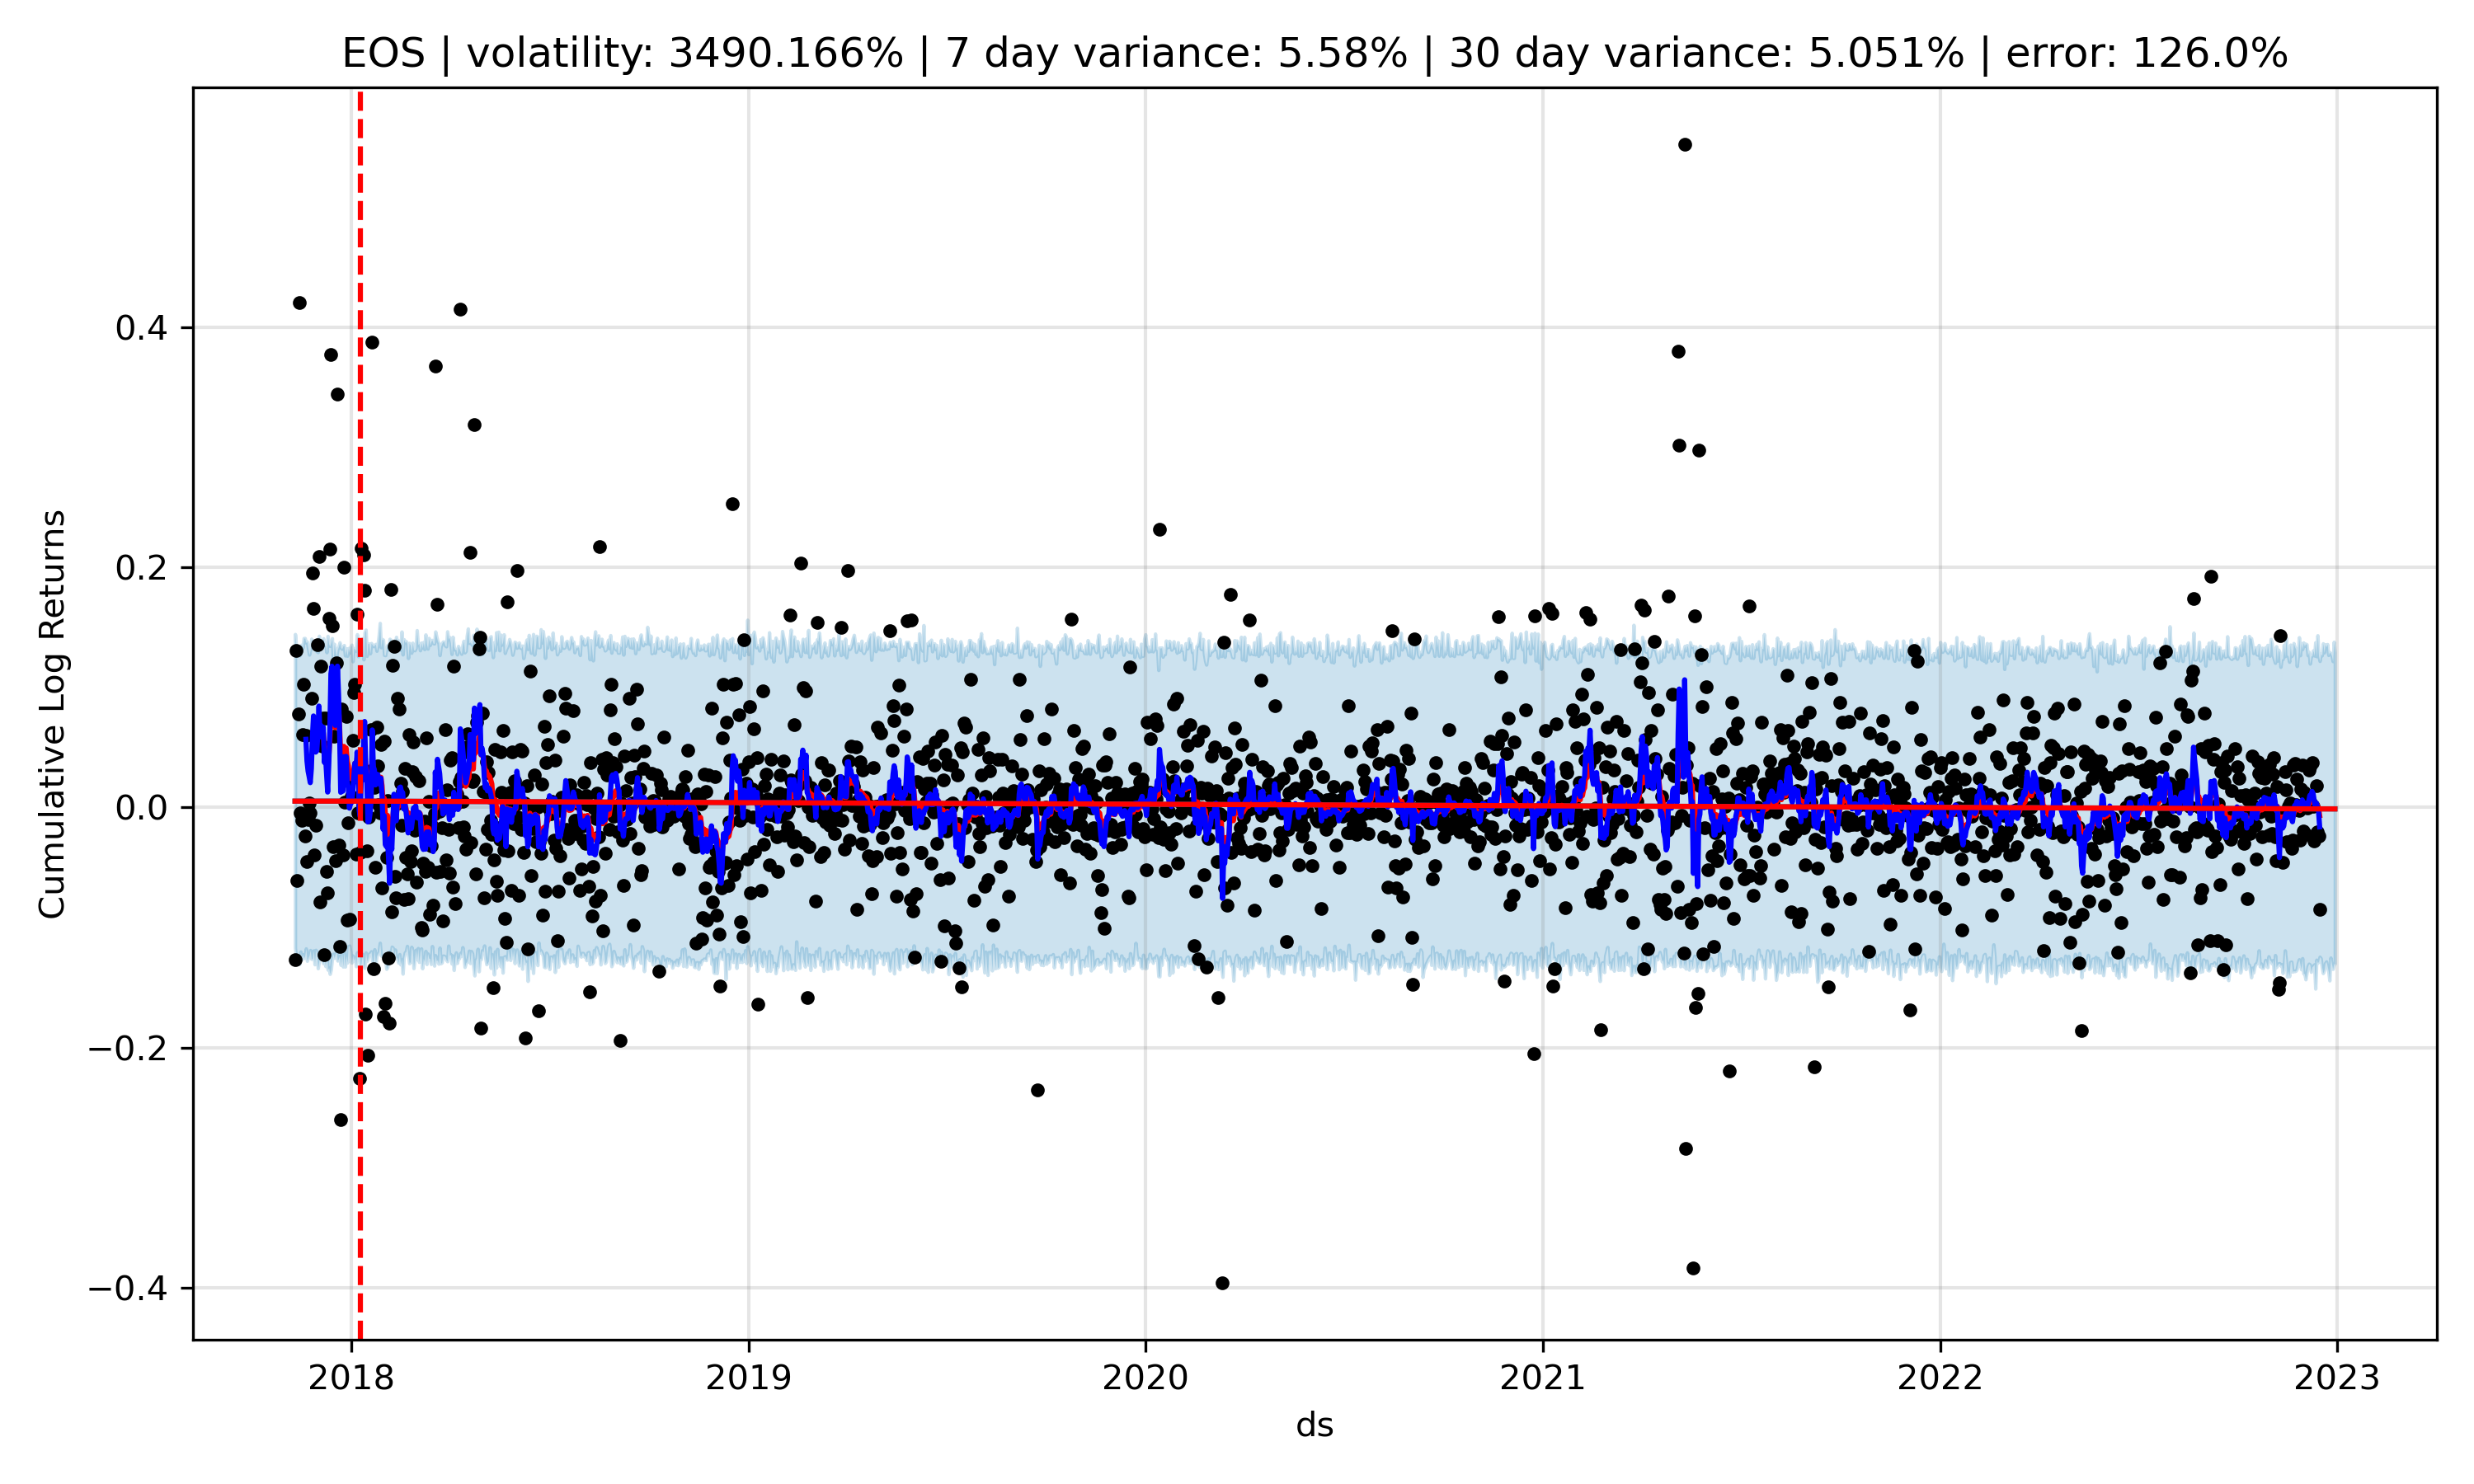 EOS | volatility: 3490.166% | 7 day variance: 5.58% | 30 day variance: 5.051% | error: 126.0%
Cumulative Log Returns
0.4
0.2
0.0
−0.2
−0.4
2018 2019 2020 2021 2022 2023
ds